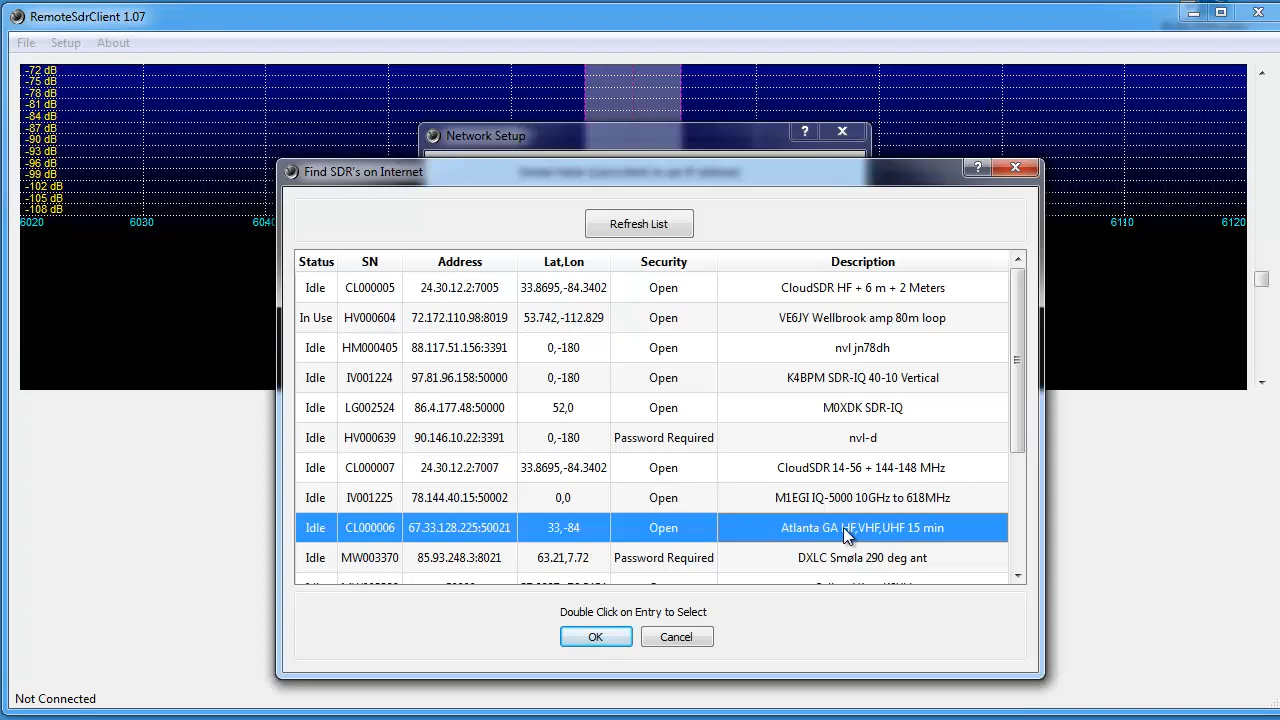 RemoteSdrClient 1.07
File Setup About
-72 dB
-75 dB
-78 dB
-81 dB
-84 dB
-87 dB
-90 dB
-93 dB
-96 dB
-99 dB
-102 dB
-105 dB
-108 dB
6020 6030 6040 6110 6120
Network Setup
Find SDR's on Internet
Refresh List
Status SN Address Lat,Lon Security Description
Idle CL000005 24.30.12.2:7005 33.8695,-84.3402 Open CloudSDR HF + 6 m + 2 Meters
In Use HV000604 72.172.110.98:8019 53.742,-112.829 Open VE6JY Wellbrook amp 80m loop
Idle HM000405 88.117.51.156:3391 0,-180 Open nvl jn78dh
Idle IV001224 97.81.96.158:50000 0,-180 Open K4BPM SDR-IQ 40-10 Vertical
Idle LG002524 86.4.177.48:50000 52,0 Open M0XDK SDR-IQ
Idle HV000639 90.146.10.22:3391 0,-180 Password Required nvl-d
Idle CL000007 24.30.12.2:7007 33.8695,-84.3402 Open CloudSDR 14-56 + 144-148 MHz
Idle IV001225 78.144.40.15:50002 0,0 Open M1EGI IQ-5000 10GHz to 618MHz
Idle CL000006 67.33.128.225:50021 33,-84 Open Atlanta GA HF,VHF,UHF 15 min
Idle MW003370 85.93.248.3:8021 63.21,7.72 Password Required DXLC Smøla 290 deg ant
Double Click on Entry to Select
OK Cancel
Not Connected